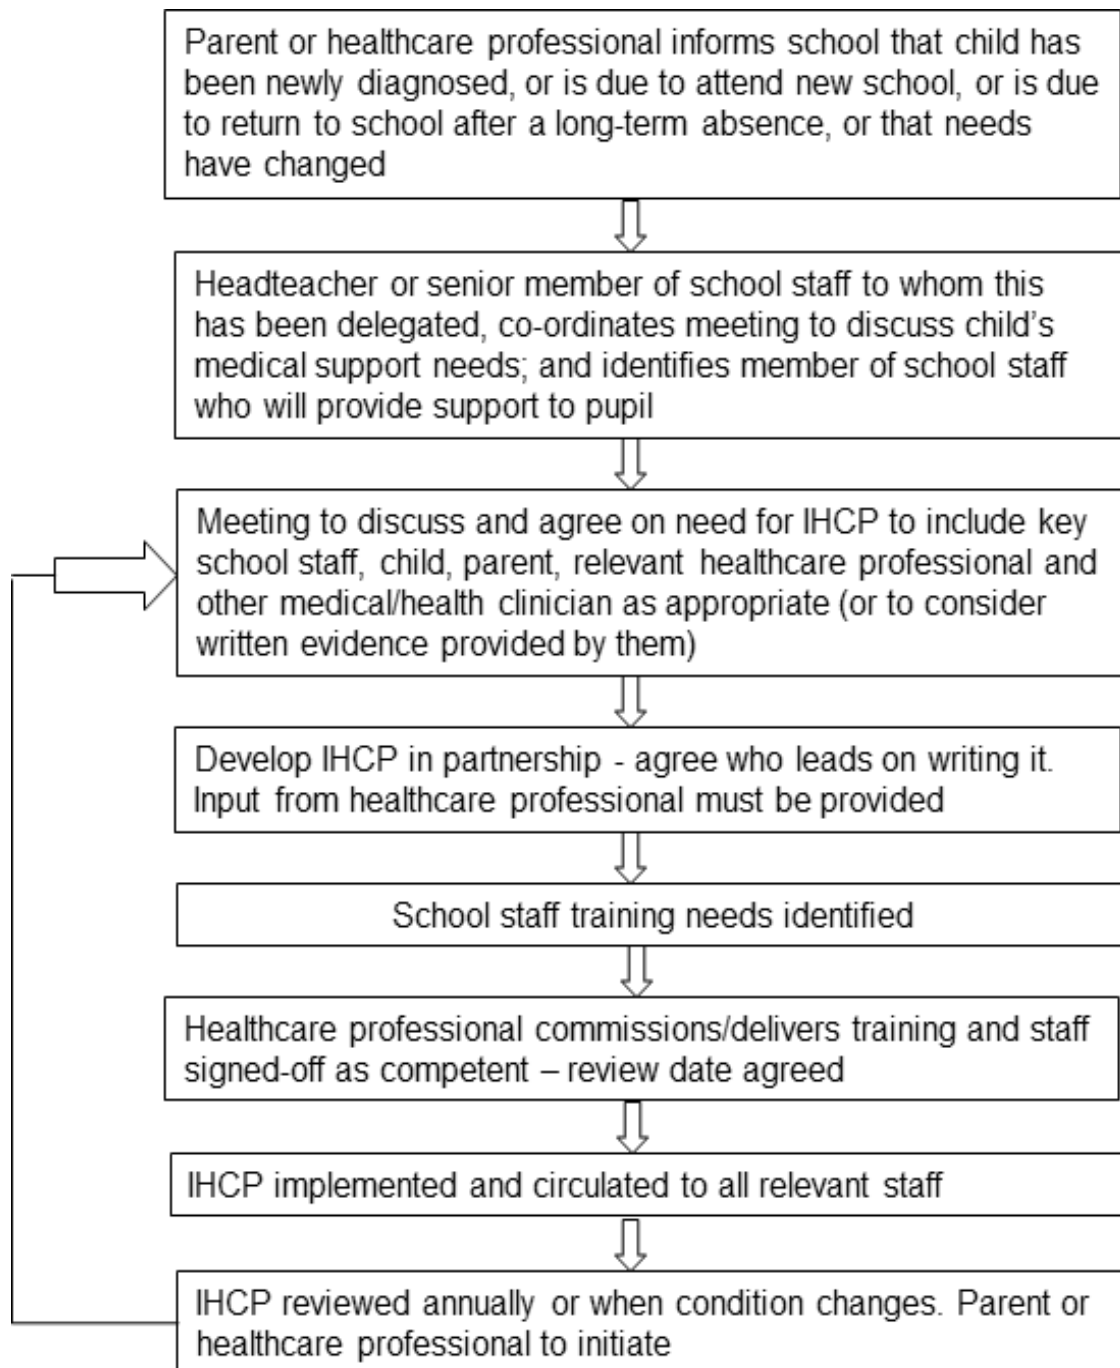 Parent or healthcare professional informs school that child has
been newly diagnosed, or is due to attend new school, or is due
to return to school after a long-term absence, or that needs
have changed
Headteacher or senior member of school staff to whom this
has been delegated, co-ordinates meeting to discuss child's
medical support needs; and identifies member of school staff
who will provide support to pupil
Meeting to discuss and agree on need for IHCP to include key
school staff, child, parent, relevant healthcare professional and
other medical/health clinician as appropriate (or to consider
written evidence provided by them)
Develop IHCP in partnership - agree who leads on writing it.
Input from healthcare professional must be provided
School staff training needs identified
Healthcare professional commissions/delivers training and staff
signed-off as competent – review date agreed
IHCP implemented and circulated to all relevant staff
IHCP reviewed annually or when condition changes. Parent or
healthcare professional to initiate